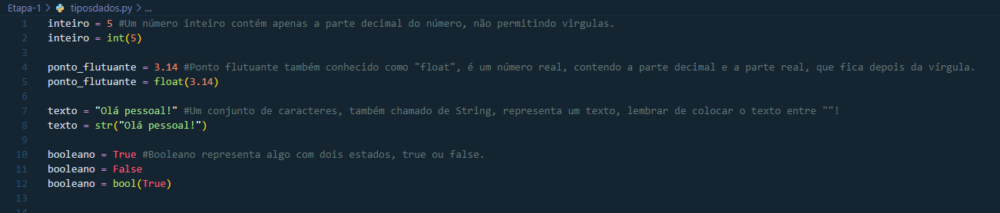 Etapa-1 > tiposdados.py > ...
1 inteiro = 5 #Um número inteiro contém apenas a parte decimal do número, não permitindo virgulas.
2 inteiro = int(5)
3
4 ponto_flutuante = 3.14 #Ponto flutuante também conhecido como "float", é um número real, contendo a parte decimal e a parte real, que fica depois da vírgula.
5 ponto_flutuante = float(3.14)
6
7 texto = "Olá pessoal!" #Um conjunto de caracteres, também chamado de String, representa um texto, lembrar de colocar o texto entre ""!
8 texto = str("Olá pessoal!")
9
10 booleano = True #Booleano representa algo com dois estados, true ou false.
11 booleano = False
12 booleano = bool(True)
13
14